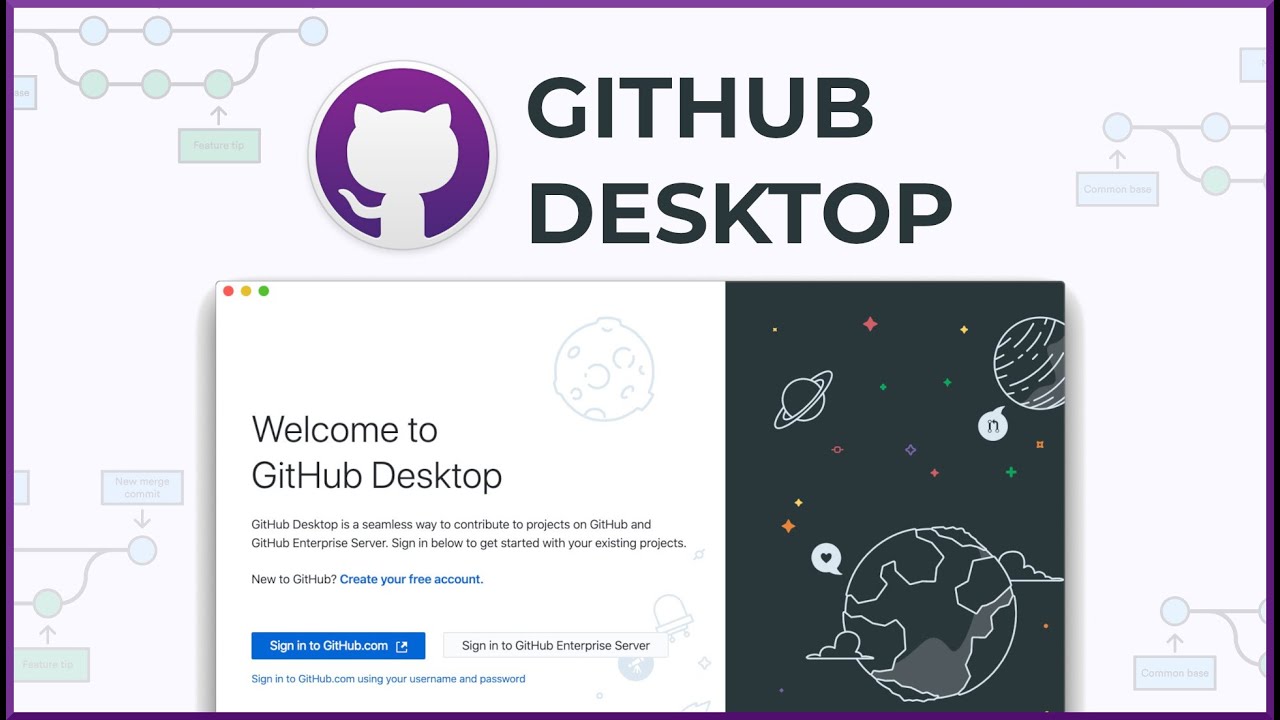 GITHUB
DESKTOP
Feature tip
Common base
Welcome to
GitHub Desktop
GitHub Desktop is a seamless way to contribute to projects on GitHub and
GitHub Enterprise Server. Sign in below to get started with your existing projects.
New to GitHub? Create your free account.
Sign in to GitHub.com
Sign in to GitHub Enterprise Server
Sign in to GitHub.com using your username and password
New merge
commit
Feature tip
Common base